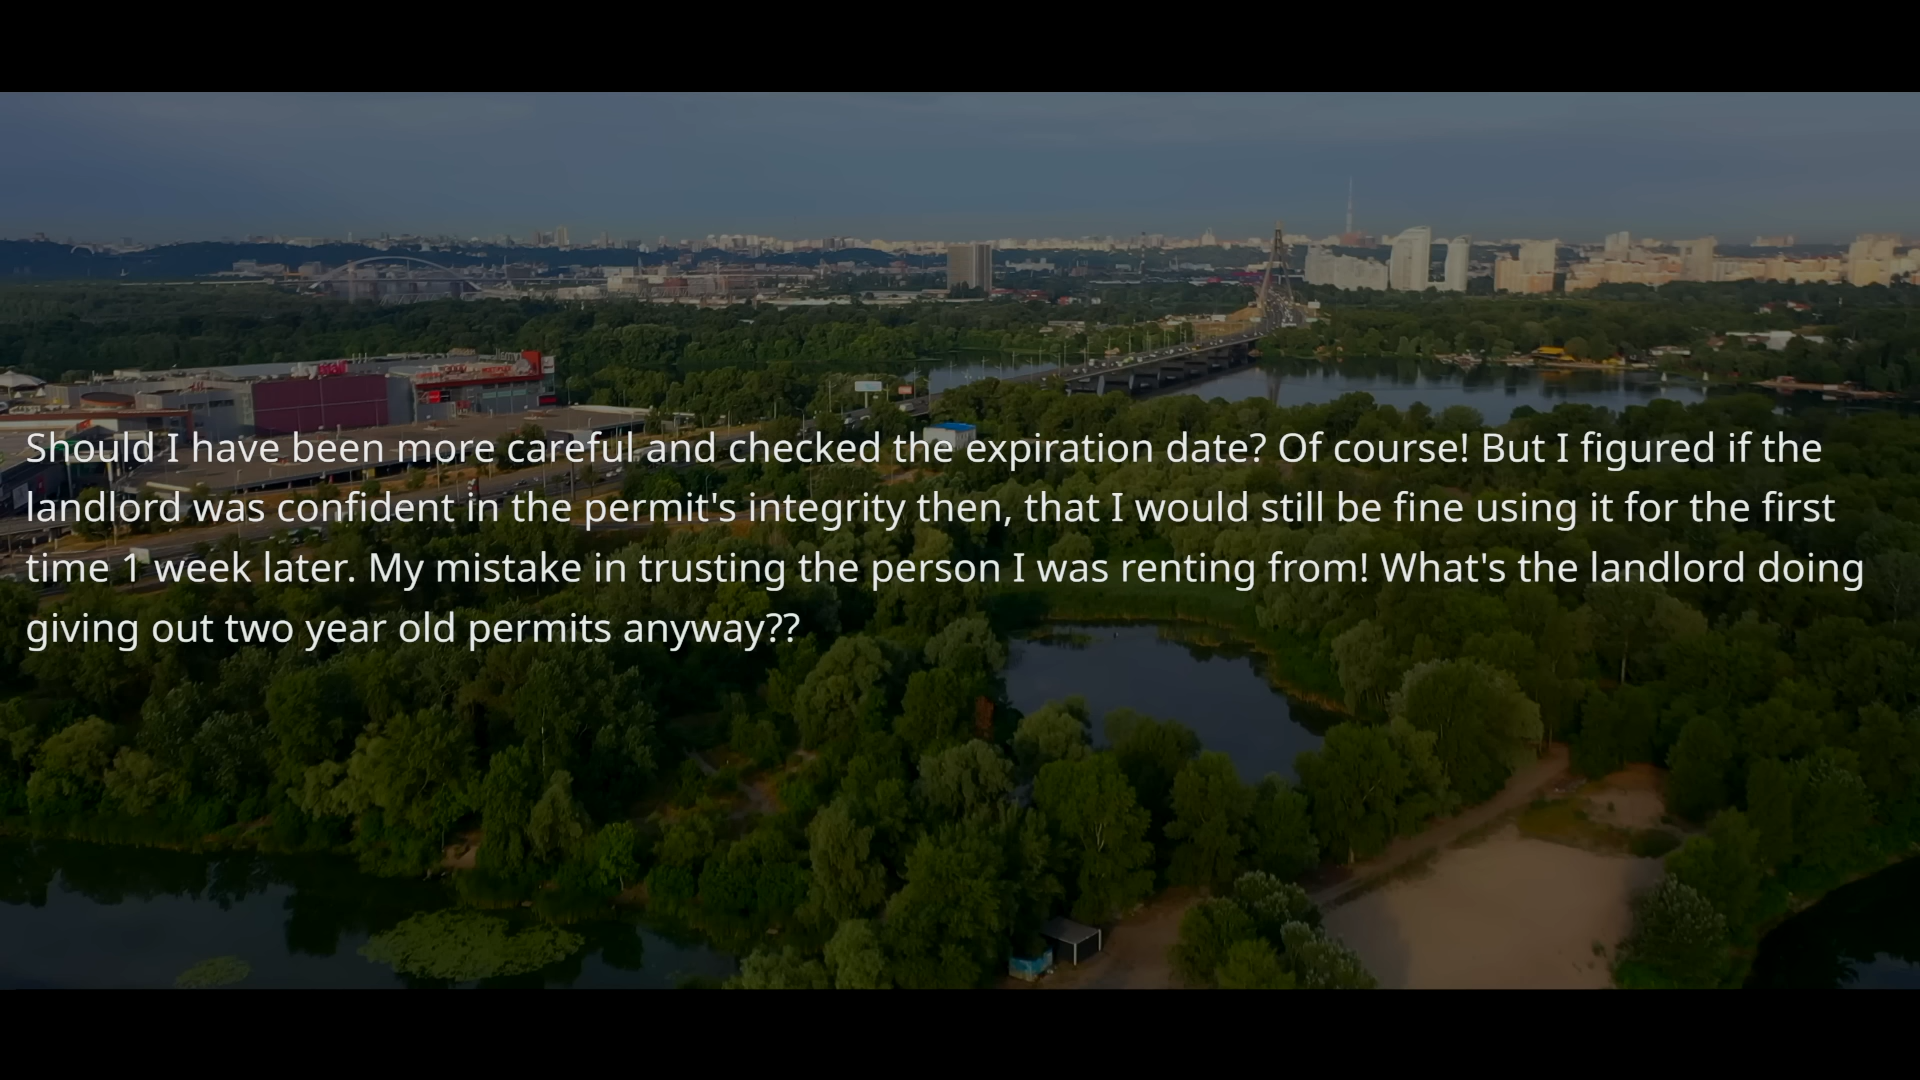 Should I have been more careful and checked the expiration date? Of course! But I figured if the
landlord was confident in the permit's integrity then, that I would still be fine using it for the first
time 1 week later. My mistake in trusting the person I was renting from! What's the landlord doing
giving out two year old permits anyway??